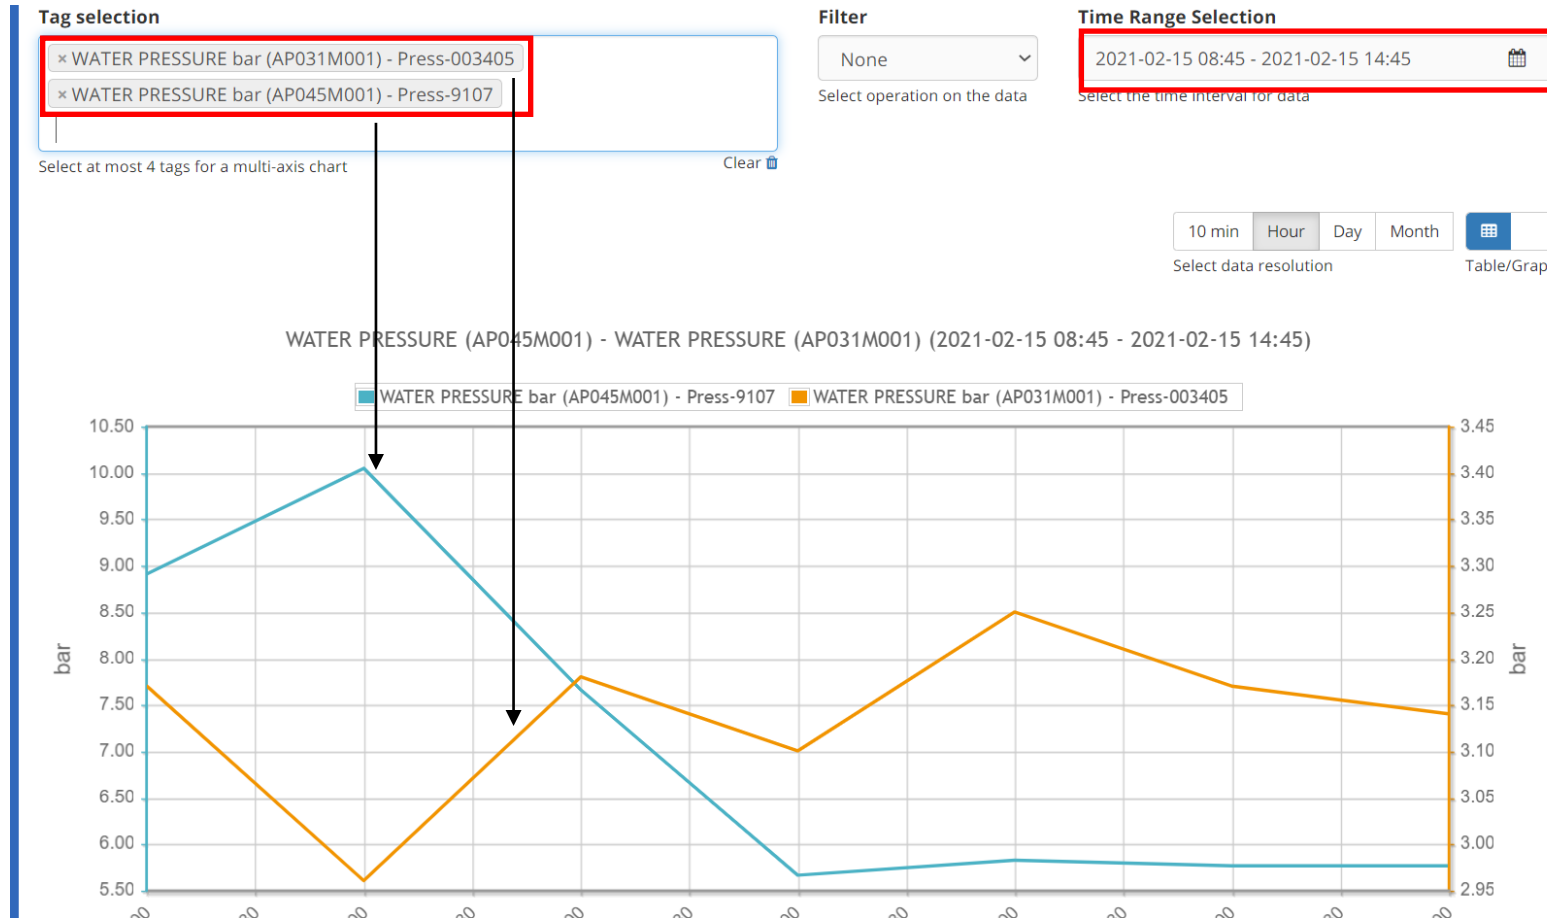 Tag selection
Filter
Time Range Selection
× WATER PRESSURE bar (AP031M001) - Press-003405
× WATER PRESSURE bar (AP045M001) - Press-9107
None
2021-02-15 08:45 - 2021-02-15 14:45
Select operation on the data
Select the time interval for data
Select at most 4 tags for a multi-axis chart
Clear
10 min Hour Day Month
Select data resolution
WATER PRESSURE (AP045M001) - WATER PRESSURE (AP031M001) (2021-02-15 08:45 - 2021-02-15 14:45)
WATER PRESSURE bar (AP045M001) - Press-9107 WATER PRESSURE bar (AP031M001) - Press-003405
10.50 3.45
10.00 3.40
9.50 3.35
9.00 3.30
8.50 3.25
8.00 3.20
7.50 3.15
7.00 3.10
6.50 3.05
6.00 3.00
5.50 2.95
bar
bar